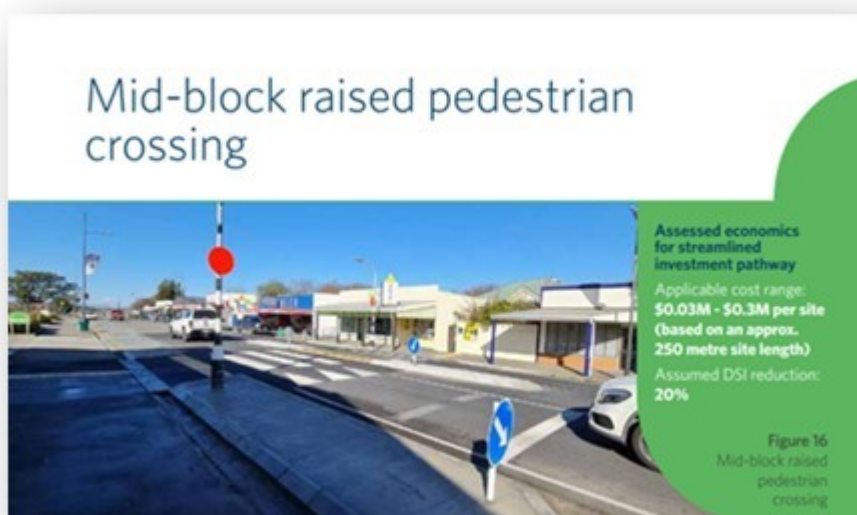 Mid-block raised pedestrian
crossing
Assessed economics
for streamlined
investment pathway
Applicable cost range:
$0.03M - $0.3M per site
(based on an approx.
250 metre site length)
Assumed DSI reduction:
20%
Figure 16
Mid-block raised
pedestrian
crossing